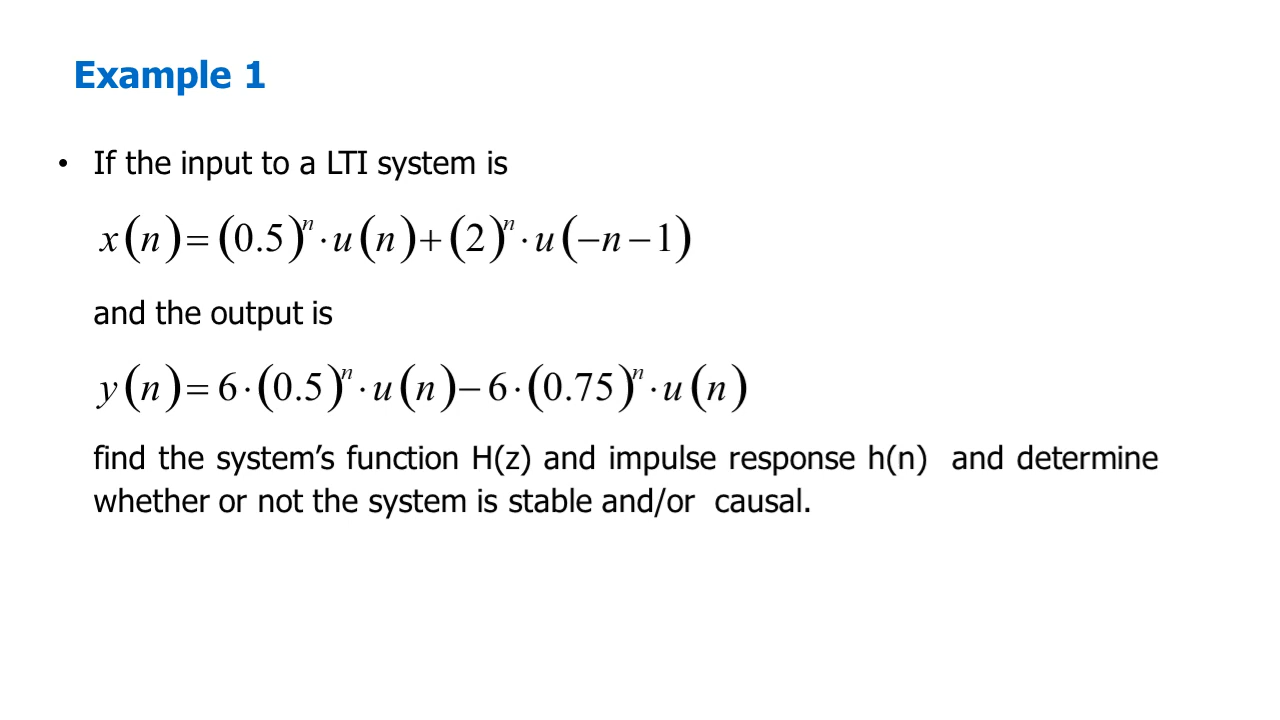 Example 1
• If the input to a LTI system is
x(n)=(0.5)ⁿ·u(n)+(2)ⁿ·u(−n−1)
and the output is
y(n)=6·(0.5)ⁿ·u(n)−6·(0.75)ⁿ·u(n)
find the system’s function H(z) and impulse response h(n) and determine
whether or not the system is stable and/or causal.